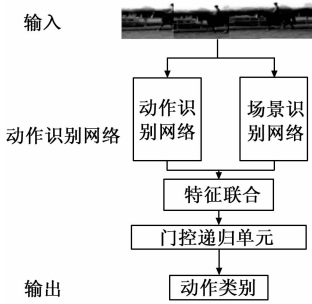 输入
动作识
别网络
场景识
别网络
动作识别网络
特征联合
门控递归单元
输出
动作类别